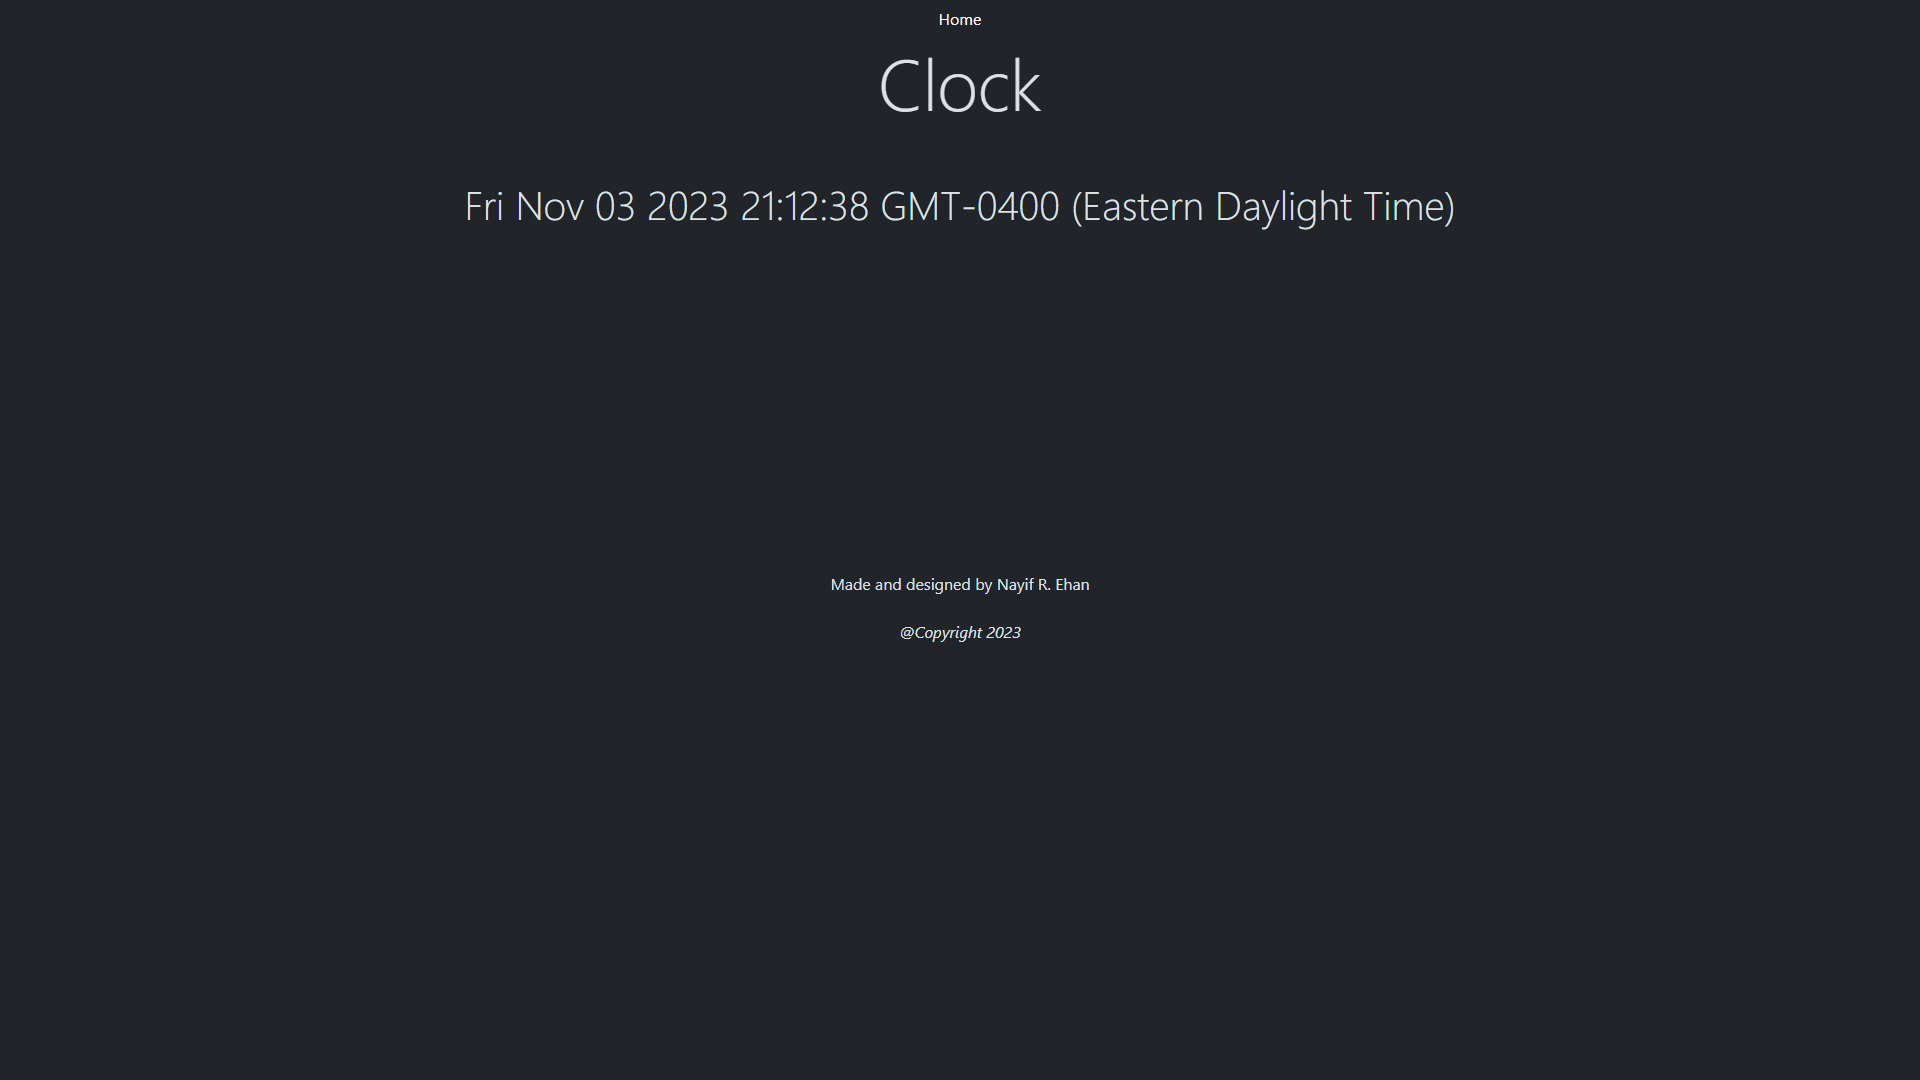 Home
Clock
Fri Nov 03 2023 21:12:38 GMT-0400 (Eastern Daylight Time)
Made and designed by Nayif R. Ehan
@Copyright 2023